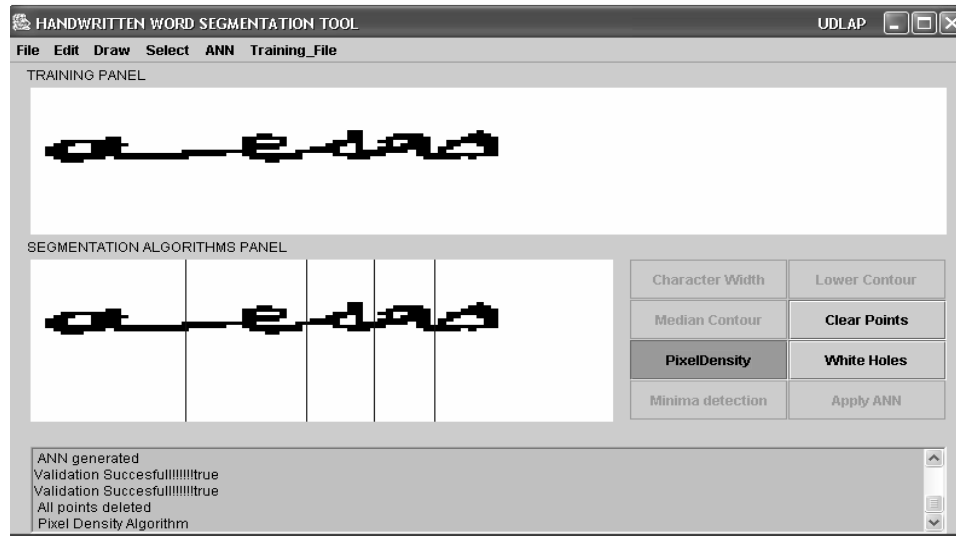 HANDWRITTEN WORD SEGMENTATION TOOL UDLAP
File Edit Draw Select ANN Training_File
TRAINING PANEL
SEGMENTATION ALGORITHMS PANEL
Character Width Lower Contour
Median Contour Clear Points
PixelDensity White Holes
Minima detection Apply ANN
ANN generated
Validation Succesfull!!!!!!true
Validation Succesfull!!!!!!true
All points deleted
Pixel Density Algorithm